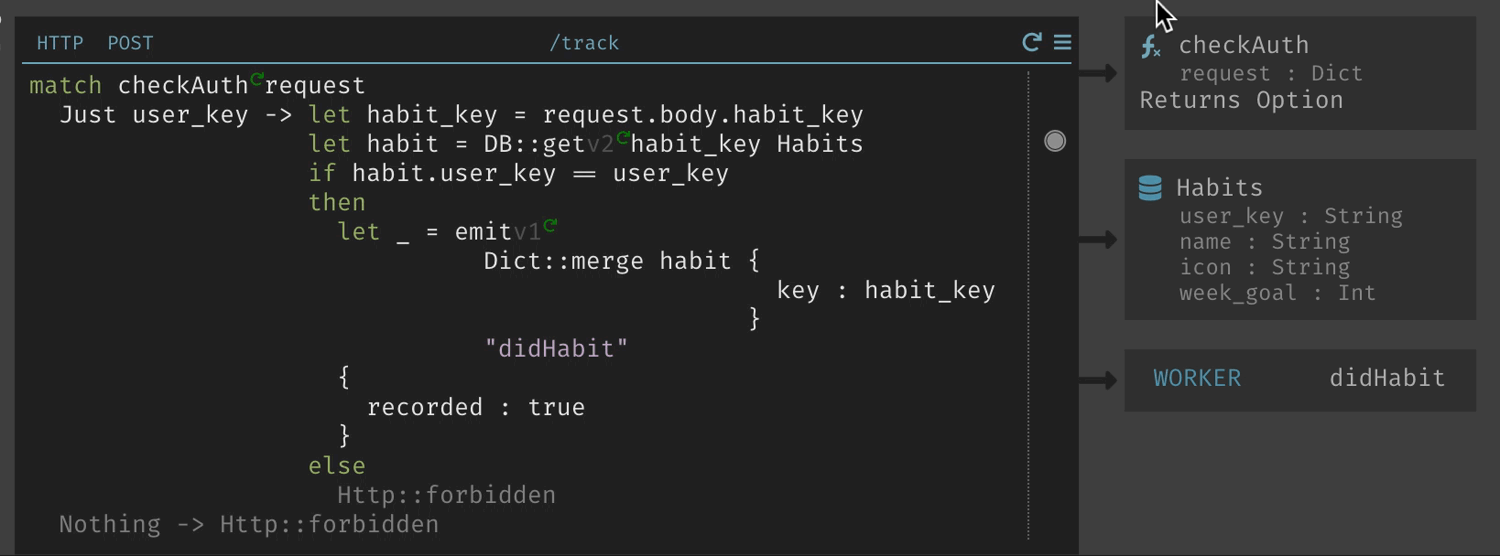 HTTP POST /track
match checkAuth request
Just user_key -> let habit_key = request.body.habit_key
let habit = DB::getv2 habit_key Habits
if habit.user_key == user_key
then
let _ = emitv1
Dict::merge habit {
key : habit_key
}
"didHabit"
{
recorded : true
}
else
Http::forbidden
Nothing -> Http::forbidden
checkAuth
request : Dict
Returns Option
Habits
user_key : String
name : String
icon : String
week_goal : Int
WORKER didHabit